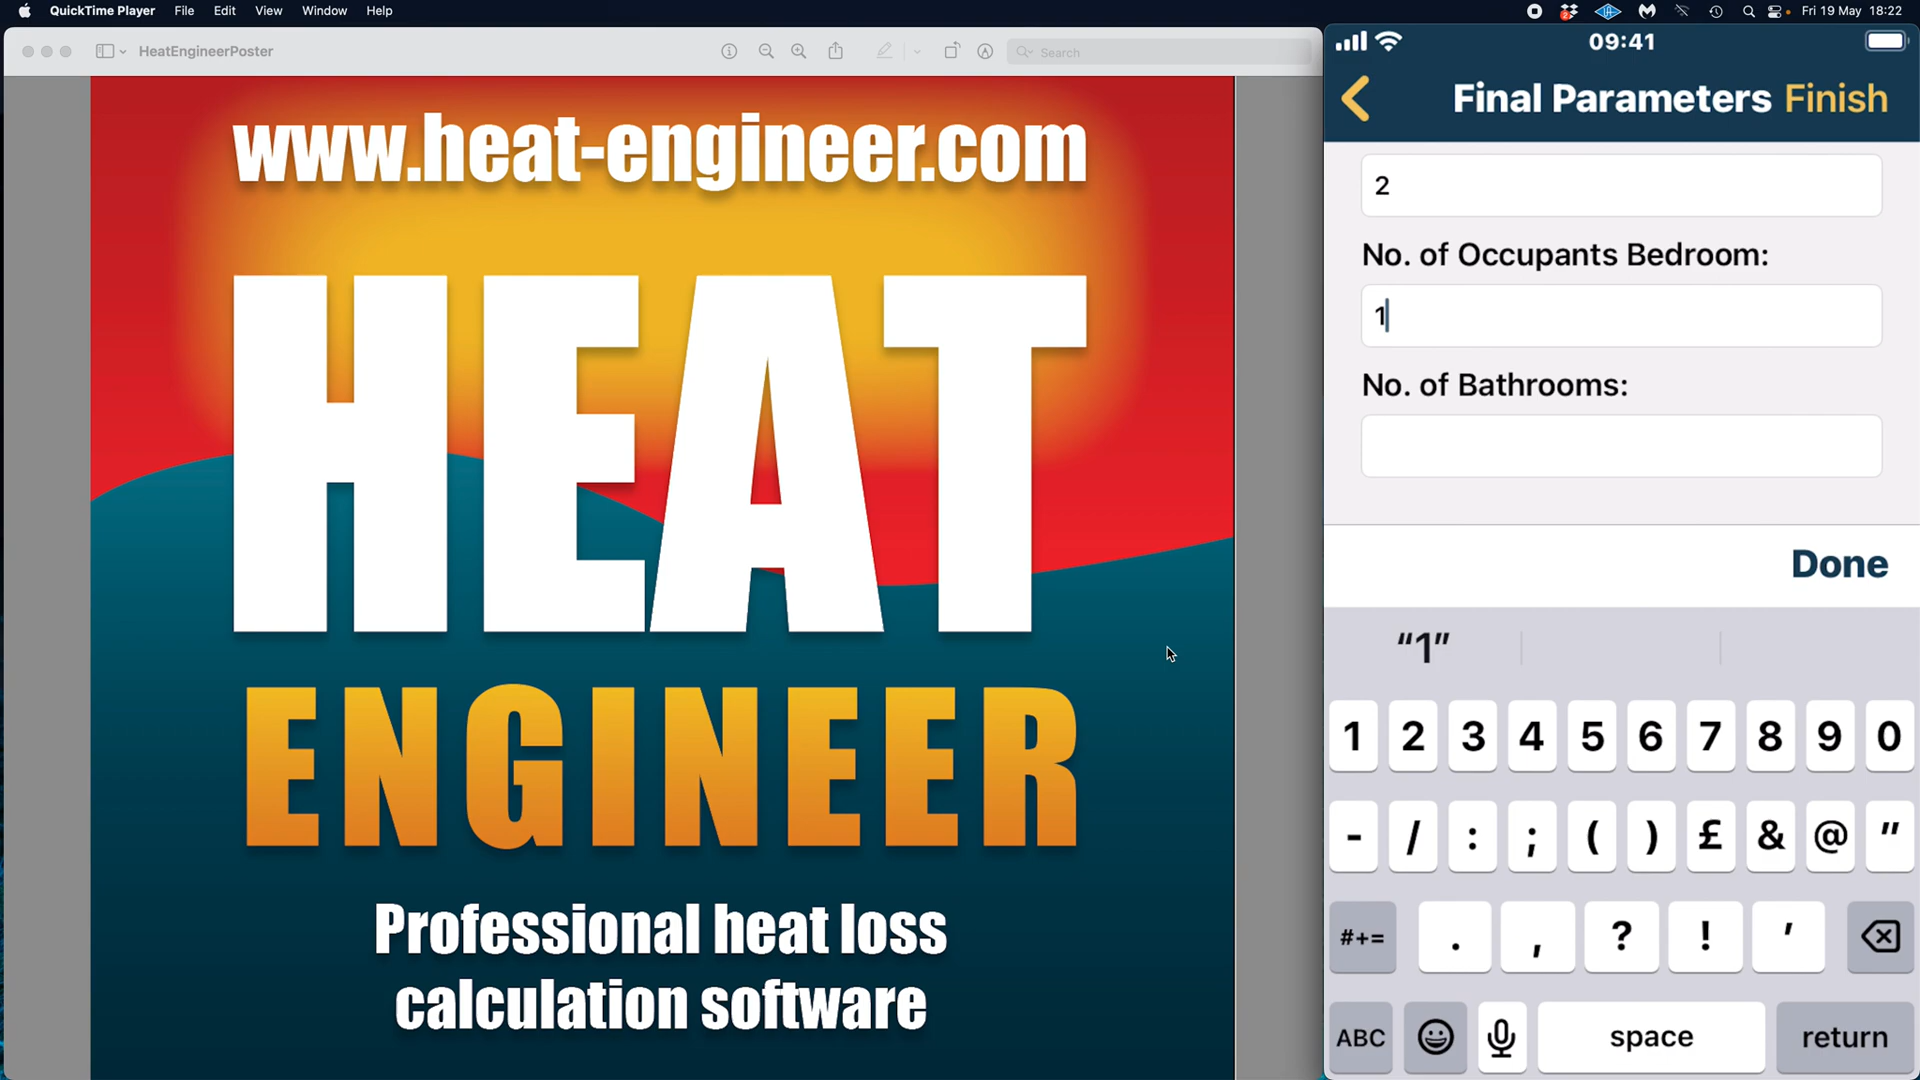 QuickTime Player File Edit View Window Help
Fri 19 May 18:22
HeatEngineerPoster
Search
www.heat-engineer.com
HEAT
ENGINEER
Professional heat loss
calculation software
09:41
Final Parameters Finish
2
No. of Occupants Bedroom:
1
No. of Bathrooms:
Done
“1”
1 2 3 4 5 6 7 8 9 0
- / : ; ( ) £ & @ "
#+= . , ? ! '
ABC space return